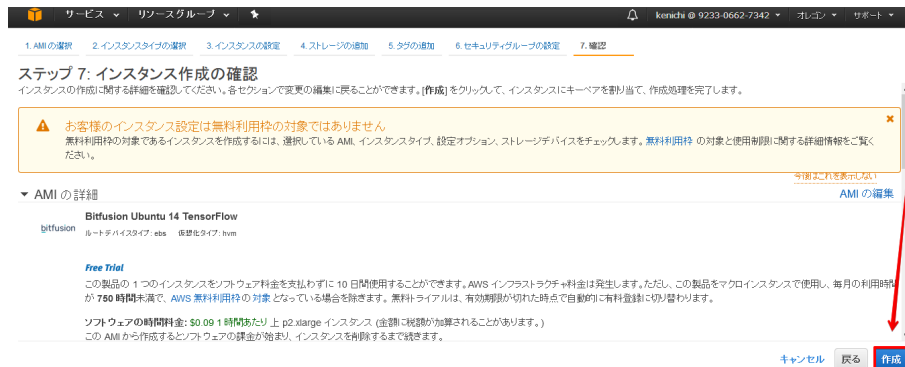 サービス リソースグループ kenichi @ 9233-0662-7342 オレゴン サポート
1. AMI の選択 2. インスタンスタイプの選択 3. インスタンスの設定 4. ストレージの追加 5. タグの追加 6. セキュリティグループの設定 7. 確認
ステップ 7: インスタンス作成の確認
インスタンスの作成に関する詳細を確認してください。各セクションで変更の編集に戻ることができます。[作成] をクリックして、インスタンスにキーペアを割り当て、作成処理を完了します。
お客様のインスタンス設定は無料利用枠の対象ではありません
無料利用枠の対象であるインスタンスを作成するには、選択している AMI、インスタンスタイプ、設定オプション、ストレージデバイスをチェックします。無料利用枠 の対象と使用制限に関する詳細情報をご覧く
ださい。
今後はこれを表示しない
AMI の詳細 AMI の編集
bitfusion
Bitfusion Ubuntu 14 TensorFlow
ルートデバイスタイプ: ebs 仮想化タイプ: hvm
Free Trial
この製品の 1 つのインスタンスをソフトウェア料金を支払わずに 10 日間使用することができます。AWS インフラストラクチャ料金は発生します。ただし、この製品をマクロインスタンスで使用し、毎月の利用時間
が 750 時間未満で、AWS 無料利用枠の 対象 となっている場合を除きます。無料トライアルは、有効期限が切れた時点で自動的に有料登録に切り替わります。
ソフトウェアの時間料金: $0.09 1 時間あたり 上 p2.xlarge インスタンス (金額に税額が加算されることがあります。)
この AMI から作成するとソフトウェアの課金が始まり、インスタンスを削除するまで続きます。
キャンセル 戻る 作成